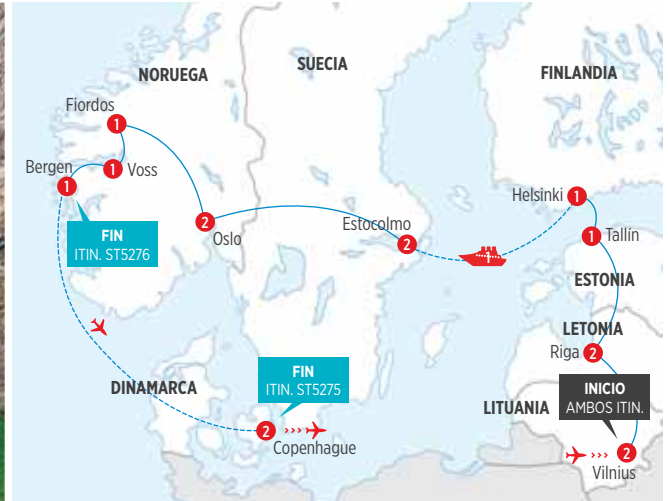 NORUEGA
SUECIA
FINLANDIA
Fiordos
1
Bergen
1
1
Voss
Helsinki
1
FIN
ITIN. ST5276
2
Oslo
Estocolmo
2
1
1
Tallín
ESTONIA
LETONIA
Riga
2
DINAMARCA
FIN
ITIN. ST5275
LITUANIA
INICIO
AMBOS ITIN.
2
Copenhague
2
Vilnius